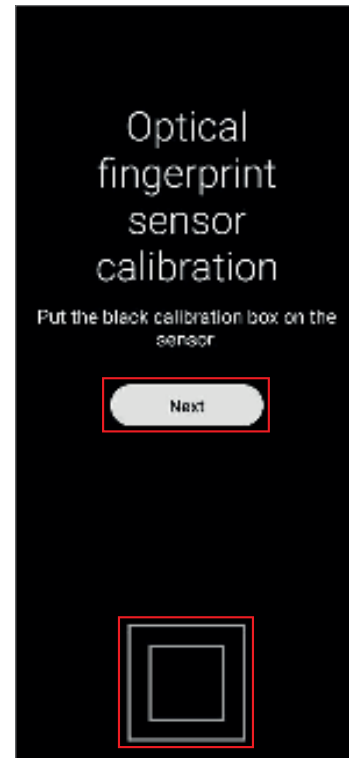 Optical
fingerprint
sensor
calibration
Put the black calibration box on the
sensor
Next